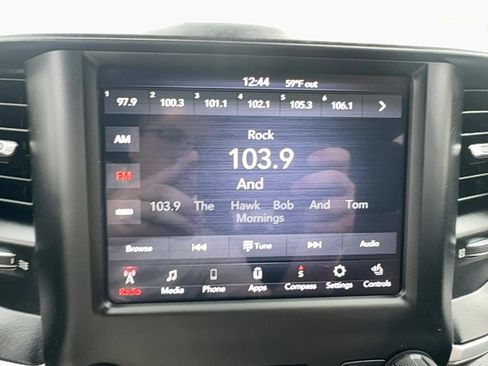 12:44 59°F out
1 97.9 2 100.3 3 101.1 4 102.1 5 105.3 6 106.1
Rock
AM
103.9
FM
And
103.9 The Hawk Bob And Tom
Mornings
Browse Tune Audio
Radio Media Phone Apps Compass Settings Controls